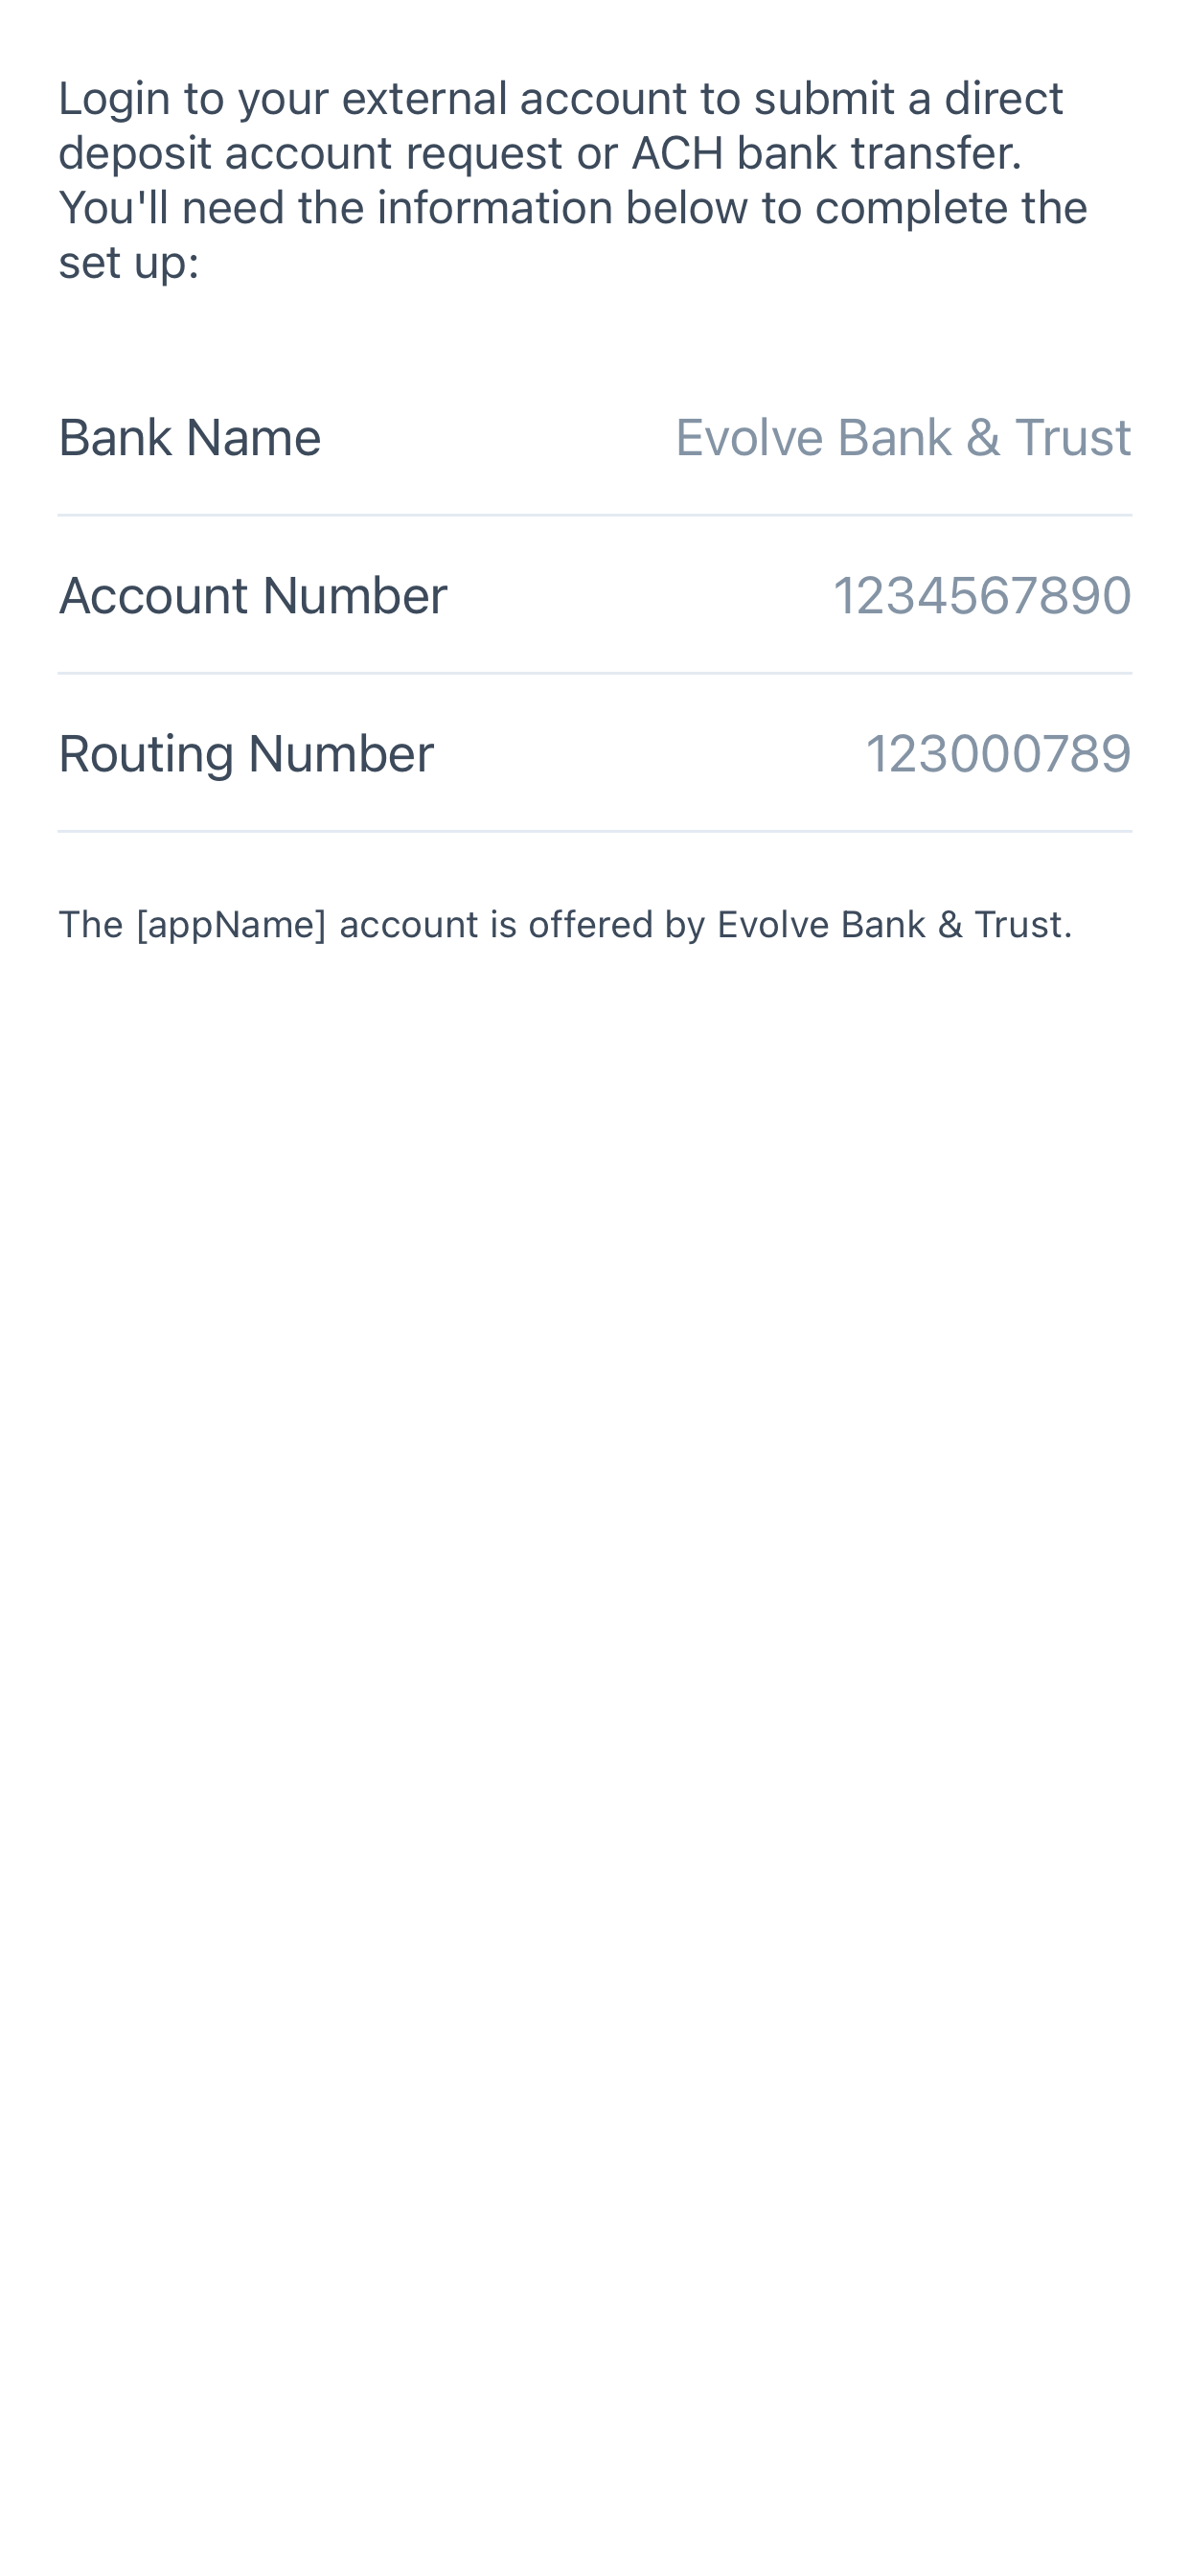 Login to your external account to submit a direct
deposit account request or ACH bank transfer.
You'll need the information below to complete the
set up:
Bank Name Evolve Bank & Trust
Account Number 1234567890
Routing Number 123000789
The [appName] account is offered by Evolve Bank & Trust.